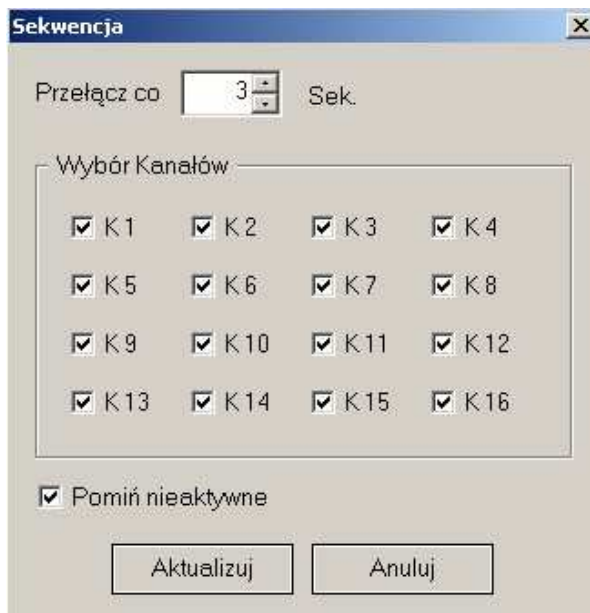 Sekwencja
Przełącz co 3 Sek.
Wybór Kanałów
K 1 K 2 K 3 K 4
K 5 K 6 K 7 K 8
K 9 K 10 K 11 K 12
K 13 K 14 K 15 K 16
Pomiń nieaktywne
Aktualizuj Anuluj